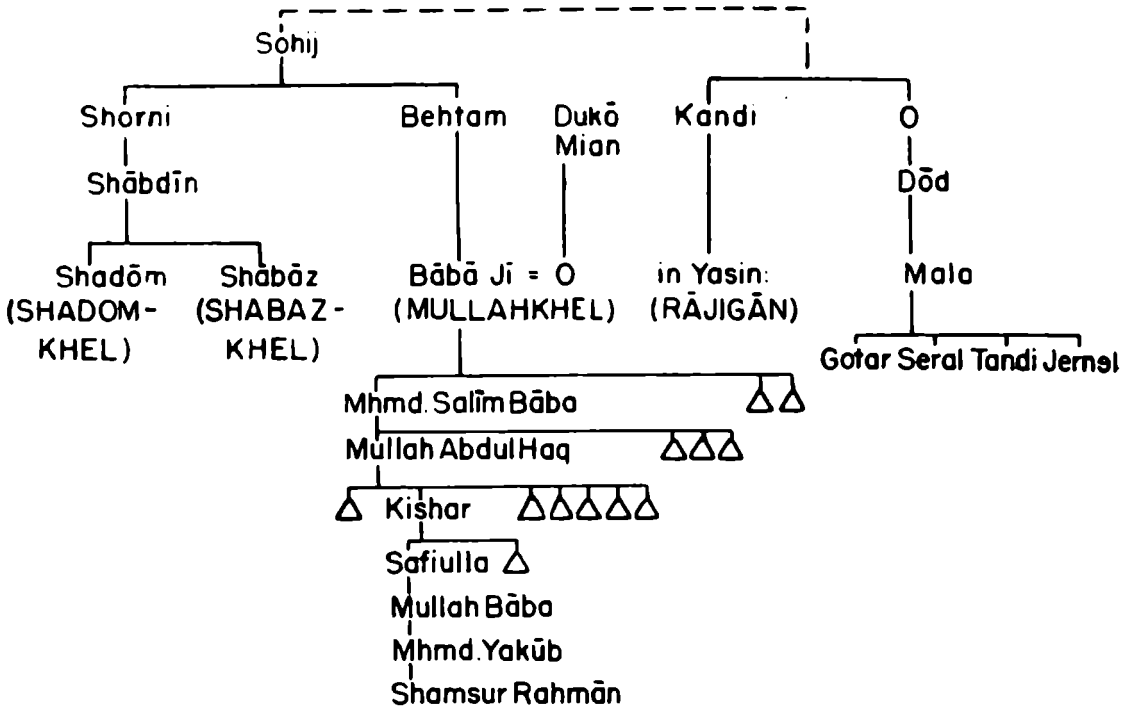 Sohij
Shorni Behtam Dukō Kandi O
Mian
Shābdīn Dōd
Shadōm Shābāz Bābā Jī = O in Yasin: Mala
(SHADOM- (SHABAZ- (MULLAHKHEL) (RĀJIGĀN)
KHEL) KHEL)
Gotar Seral Tandi Jernel
Mhmd. Salīm Bāba
Mullah Abdul Haq
Kishar
Safiulla
Mullah Bāba
Mhmd. Yakūb
Shamsur Rahmān